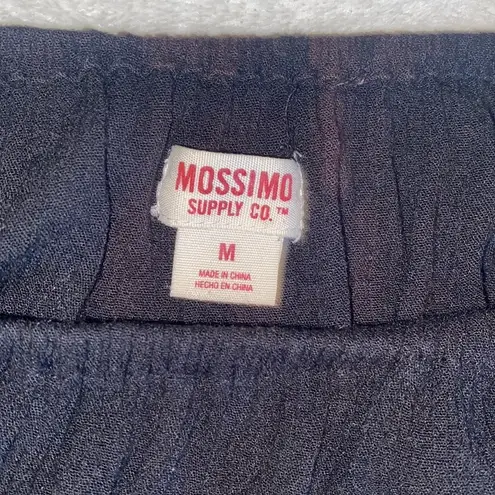 MOSSIMO
SUPPLY CO.™
M
MADE IN CHINA
HECHO EN CHINA